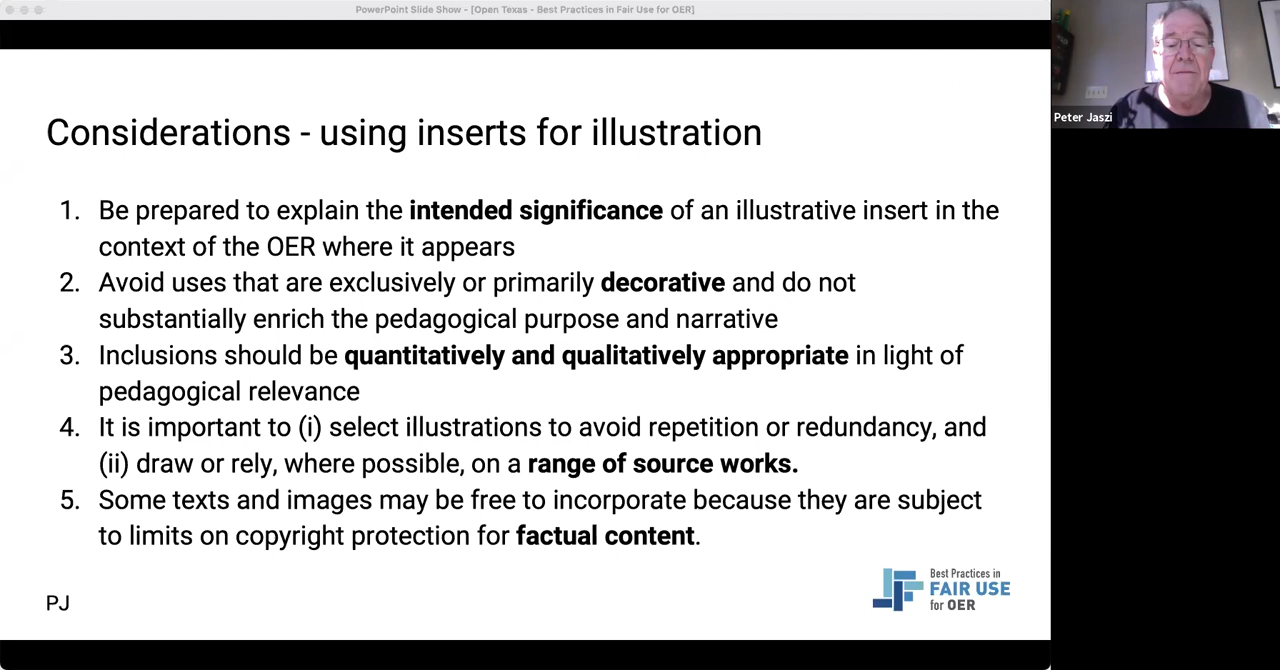 PowerPoint Slide Show - [Open Texas - Best Practices in Fair Use for OER]
Considerations - using inserts for illustration
1. Be prepared to explain the intended significance of an illustrative insert in the
context of the OER where it appears
2. Avoid uses that are exclusively or primarily decorative and do not
substantially enrich the pedagogical purpose and narrative
3. Inclusions should be quantitatively and qualitatively appropriate in light of
pedagogical relevance
4. It is important to (i) select illustrations to avoid repetition or redundancy, and
(ii) draw or rely, where possible, on a range of source works.
5. Some texts and images may be free to incorporate because they are subject
to limits on copyright protection for factual content.
PJ
Best Practices in
FAIR USE
for OER
Peter Jaszi